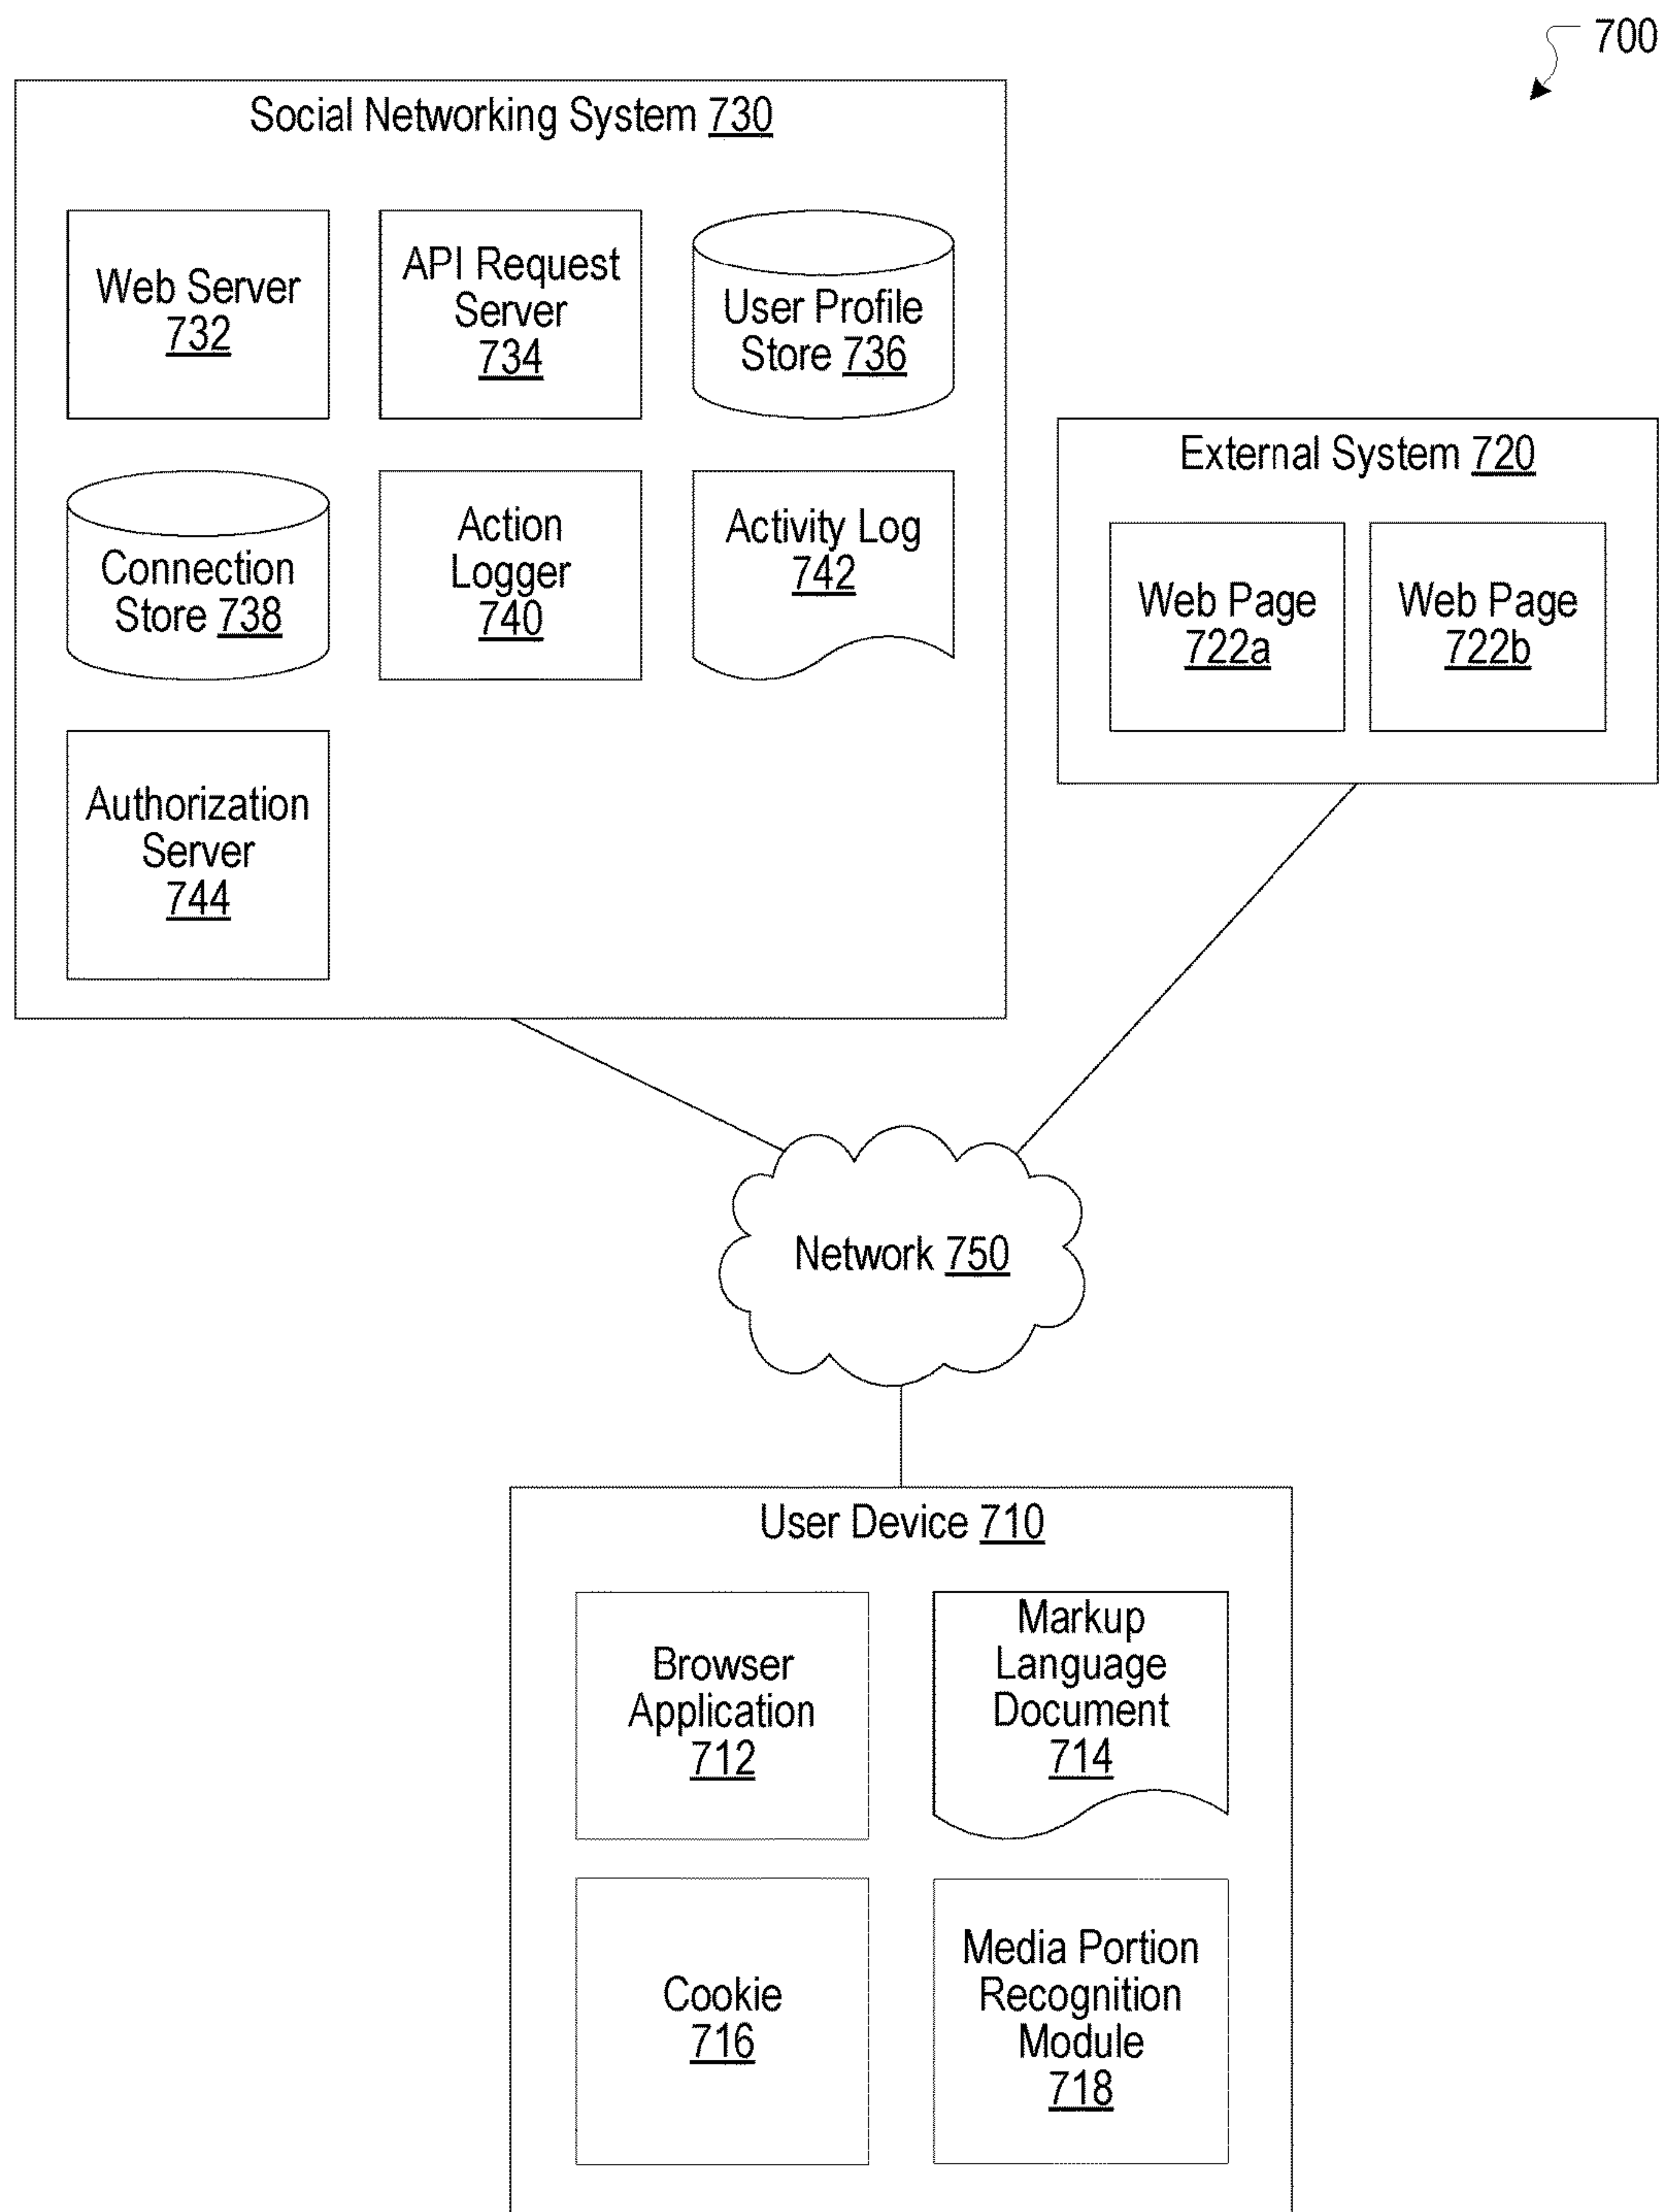 700
Social Networking System 730
Web Server
732
API Request
Server
734
User Profile
Store 736
Connection
Store 738
Action
Logger
740
Activity Log
742
Authorization
Server
744
External System 720
Web Page
722a
Web Page
722b
Network 750
User Device 710
Browser
Application
712
Markup
Language
Document
714
Cookie
716
Media Portion
Recognition
Module
718